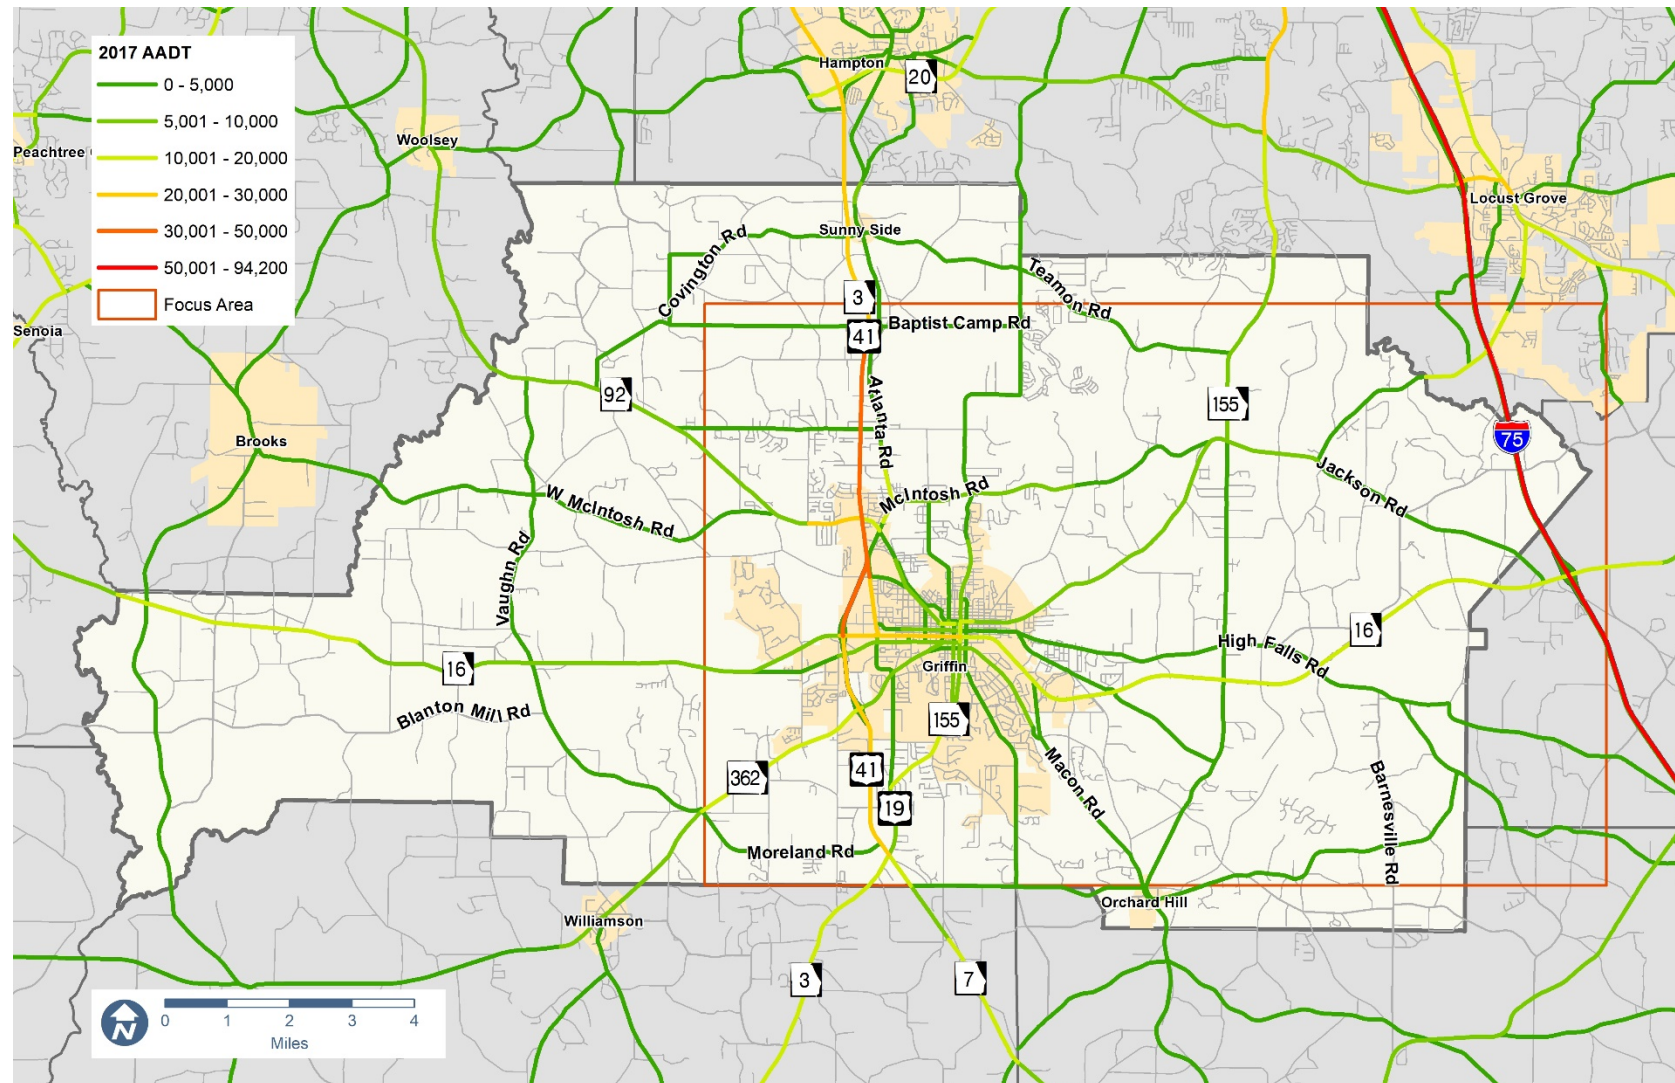 2017 AADT
0 - 5,000
5,001 - 10,000
10,001 - 20,000
20,001 - 30,000
30,001 - 50,000
50,001 - 94,200
Focus Area
Hampton
20
Woolsey
Peachtree
Locust Grove
Sunny Side
Covington Rd
Teamon Rd
3
Senoia
41
Baptist Camp Rd
92
Atlanta Rd
155
Brooks
75
Jackson Rd
W McIntosh Rd
McIntosh Rd
Vaughn Rd
16
High Falls Rd
16
Griffin
Blanton Mill Rd
155
362
41
19
Macon Rd
Barnesville Rd
Moreland Rd
Orchard Hill
Williamson
3
7
N
0 1 2 3 4
Miles